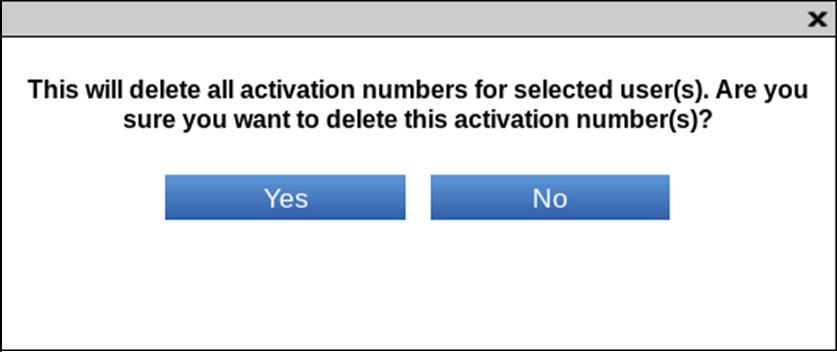 This will delete all activation numbers for selected user(s). Are you
sure you want to delete this activation number(s)?
Yes
No